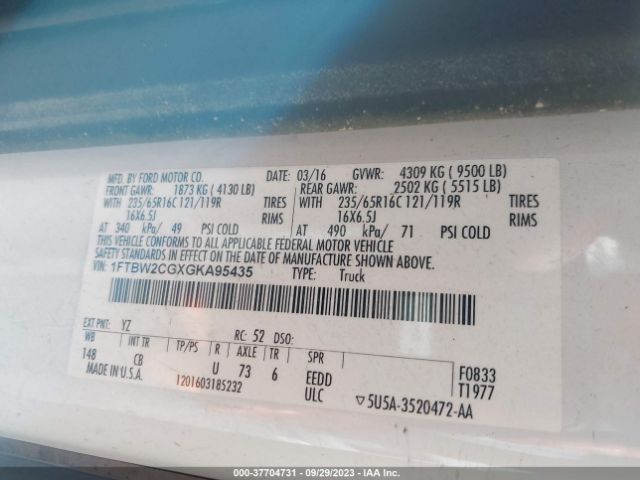 MFD. BY FORD MOTOR CO. DATE: 03/16 GVWR: 4309 KG ( 9500 LB)
FRONT GAWR: 1873 KG ( 4130 LB) REAR GAWR: 2502 KG ( 5515 LB)
WITH 235/65R16C 121/119R TIRES WITH 235/65R16C 121/119R TIRES
16X6.5J RIMS 16X6.5J RIMS
AT 340 kPa/ 49 PSI COLD AT 490 kPa/ 71 PSI COLD
THIS VEHICLE CONFORMS TO ALL APPLICABLE FEDERAL MOTOR VEHICLE
SAFETY STANDARDS IN EFFECT ON THE DATE OF MANUFACTURE SHOWN ABOVE.
VIN: 1FTBW2CGXGKA95435 TYPE: Truck
EXT PNT: YZ RC: 52 DSO:
WB INT TR TP/PS R AXLE TR SPR
148 CB U 73 6 EEDD F0833
MADE IN U.S.A. 1201603185232 ULC T1977
▽5U5A-3520472-AA
000-37704731 - 09/29/2023 - IAA Inc.